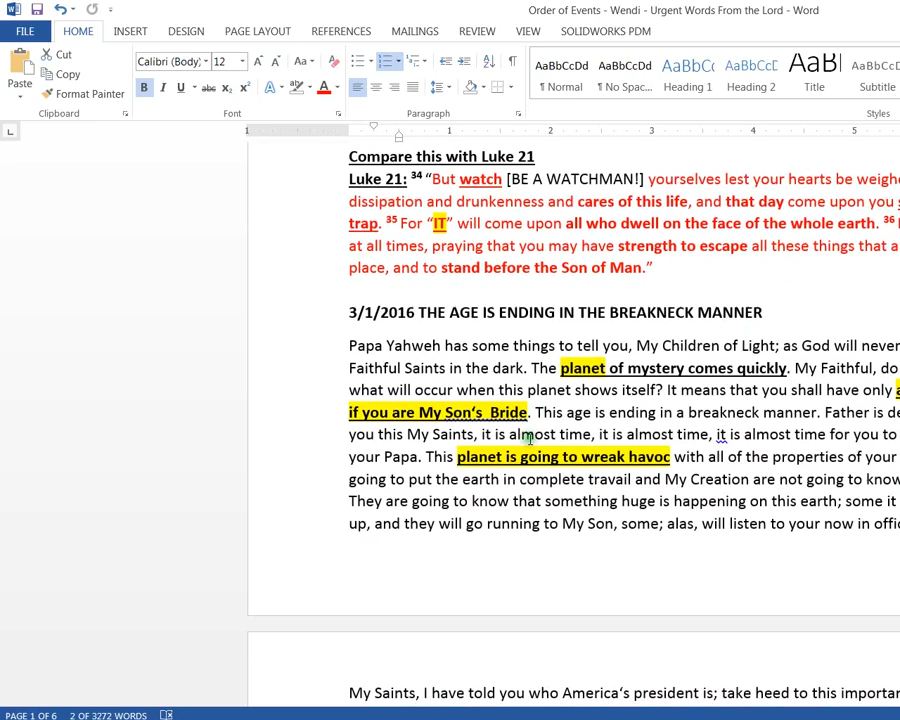 Order of Events - Wendi - Urgent Words From the Lord - Word
FILE HOME INSERT DESIGN PAGE LAYOUT REFERENCES MAILINGS REVIEW VIEW SOLIDWORKS PDM
Paste
Cut
Copy
Format Painter
Calibri (Body) 12
B I U abc x₂ x²
Aa
AaBbCcDd AaBbCcDd AaBbCc AaBbCcD AaBl
AaBbCcD
¶ Normal ¶ No Spac... Heading 1 Heading 2 Title Subtitle
Clipboard Font Paragraph Styles
1 1 2 3 4 5
Compare this with Luke 21
Luke 21: ³⁴ “But watch [BE A WATCHMAN!] yourselves lest your hearts be weighe
dissipation and drunkenness and cares of this life, and that day come upon you s
trap. ³⁵ For “IT” will come upon all who dwell on the face of the whole earth. ³⁶
at all times, praying that you may have strength to escape all these things that a
place, and to stand before the Son of Man.”
3/1/2016 THE AGE IS ENDING IN THE BREAKNECK MANNER
Papa Yahweh has some things to tell you, My Children of Light; as God will never
Faithful Saints in the dark. The planet of mystery comes quickly. My Faithful, do
what will occur when this planet shows itself? It means that you shall have only a
if you are My Son‘s Bride. This age is ending in a breakneck manner. Father is de
you this My Saints, it is almost time, it is almost time, it is almost time for you to
your Papa. This planet is going to wreak havoc with all of the properties of your
going to put the earth in complete travail and My Creation are not going to know
They are going to know that something huge is happening on this earth; some it
up, and they will go running to My Son, some; alas, will listen to your now in offic
My Saints, I have told you who America‘s president is; take heed to this importan
PAGE 1 OF 6 2 OF 3272 WORDS